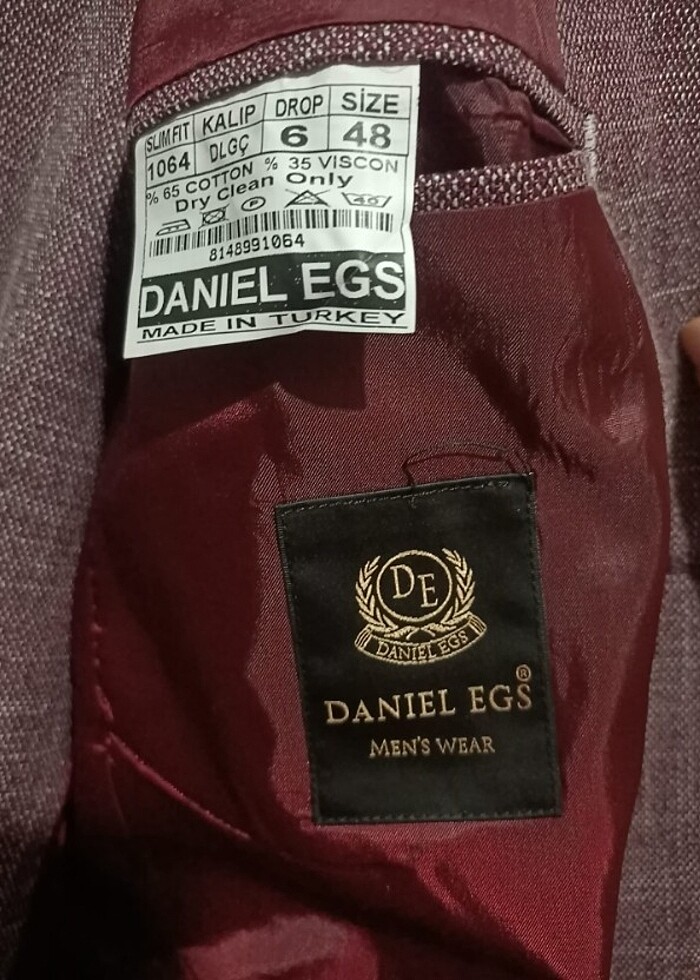 SLIM FIT KALIP DROP SİZE
1064 DLGÇ 6 48
% 65 COTTON % 35 VISCON
Dry Clean Only
P 40
8148991064
DANIEL EGS
MADE IN TURKEY
DE
DANIEL EGS
DANIEL EGS®
MEN'S WEAR